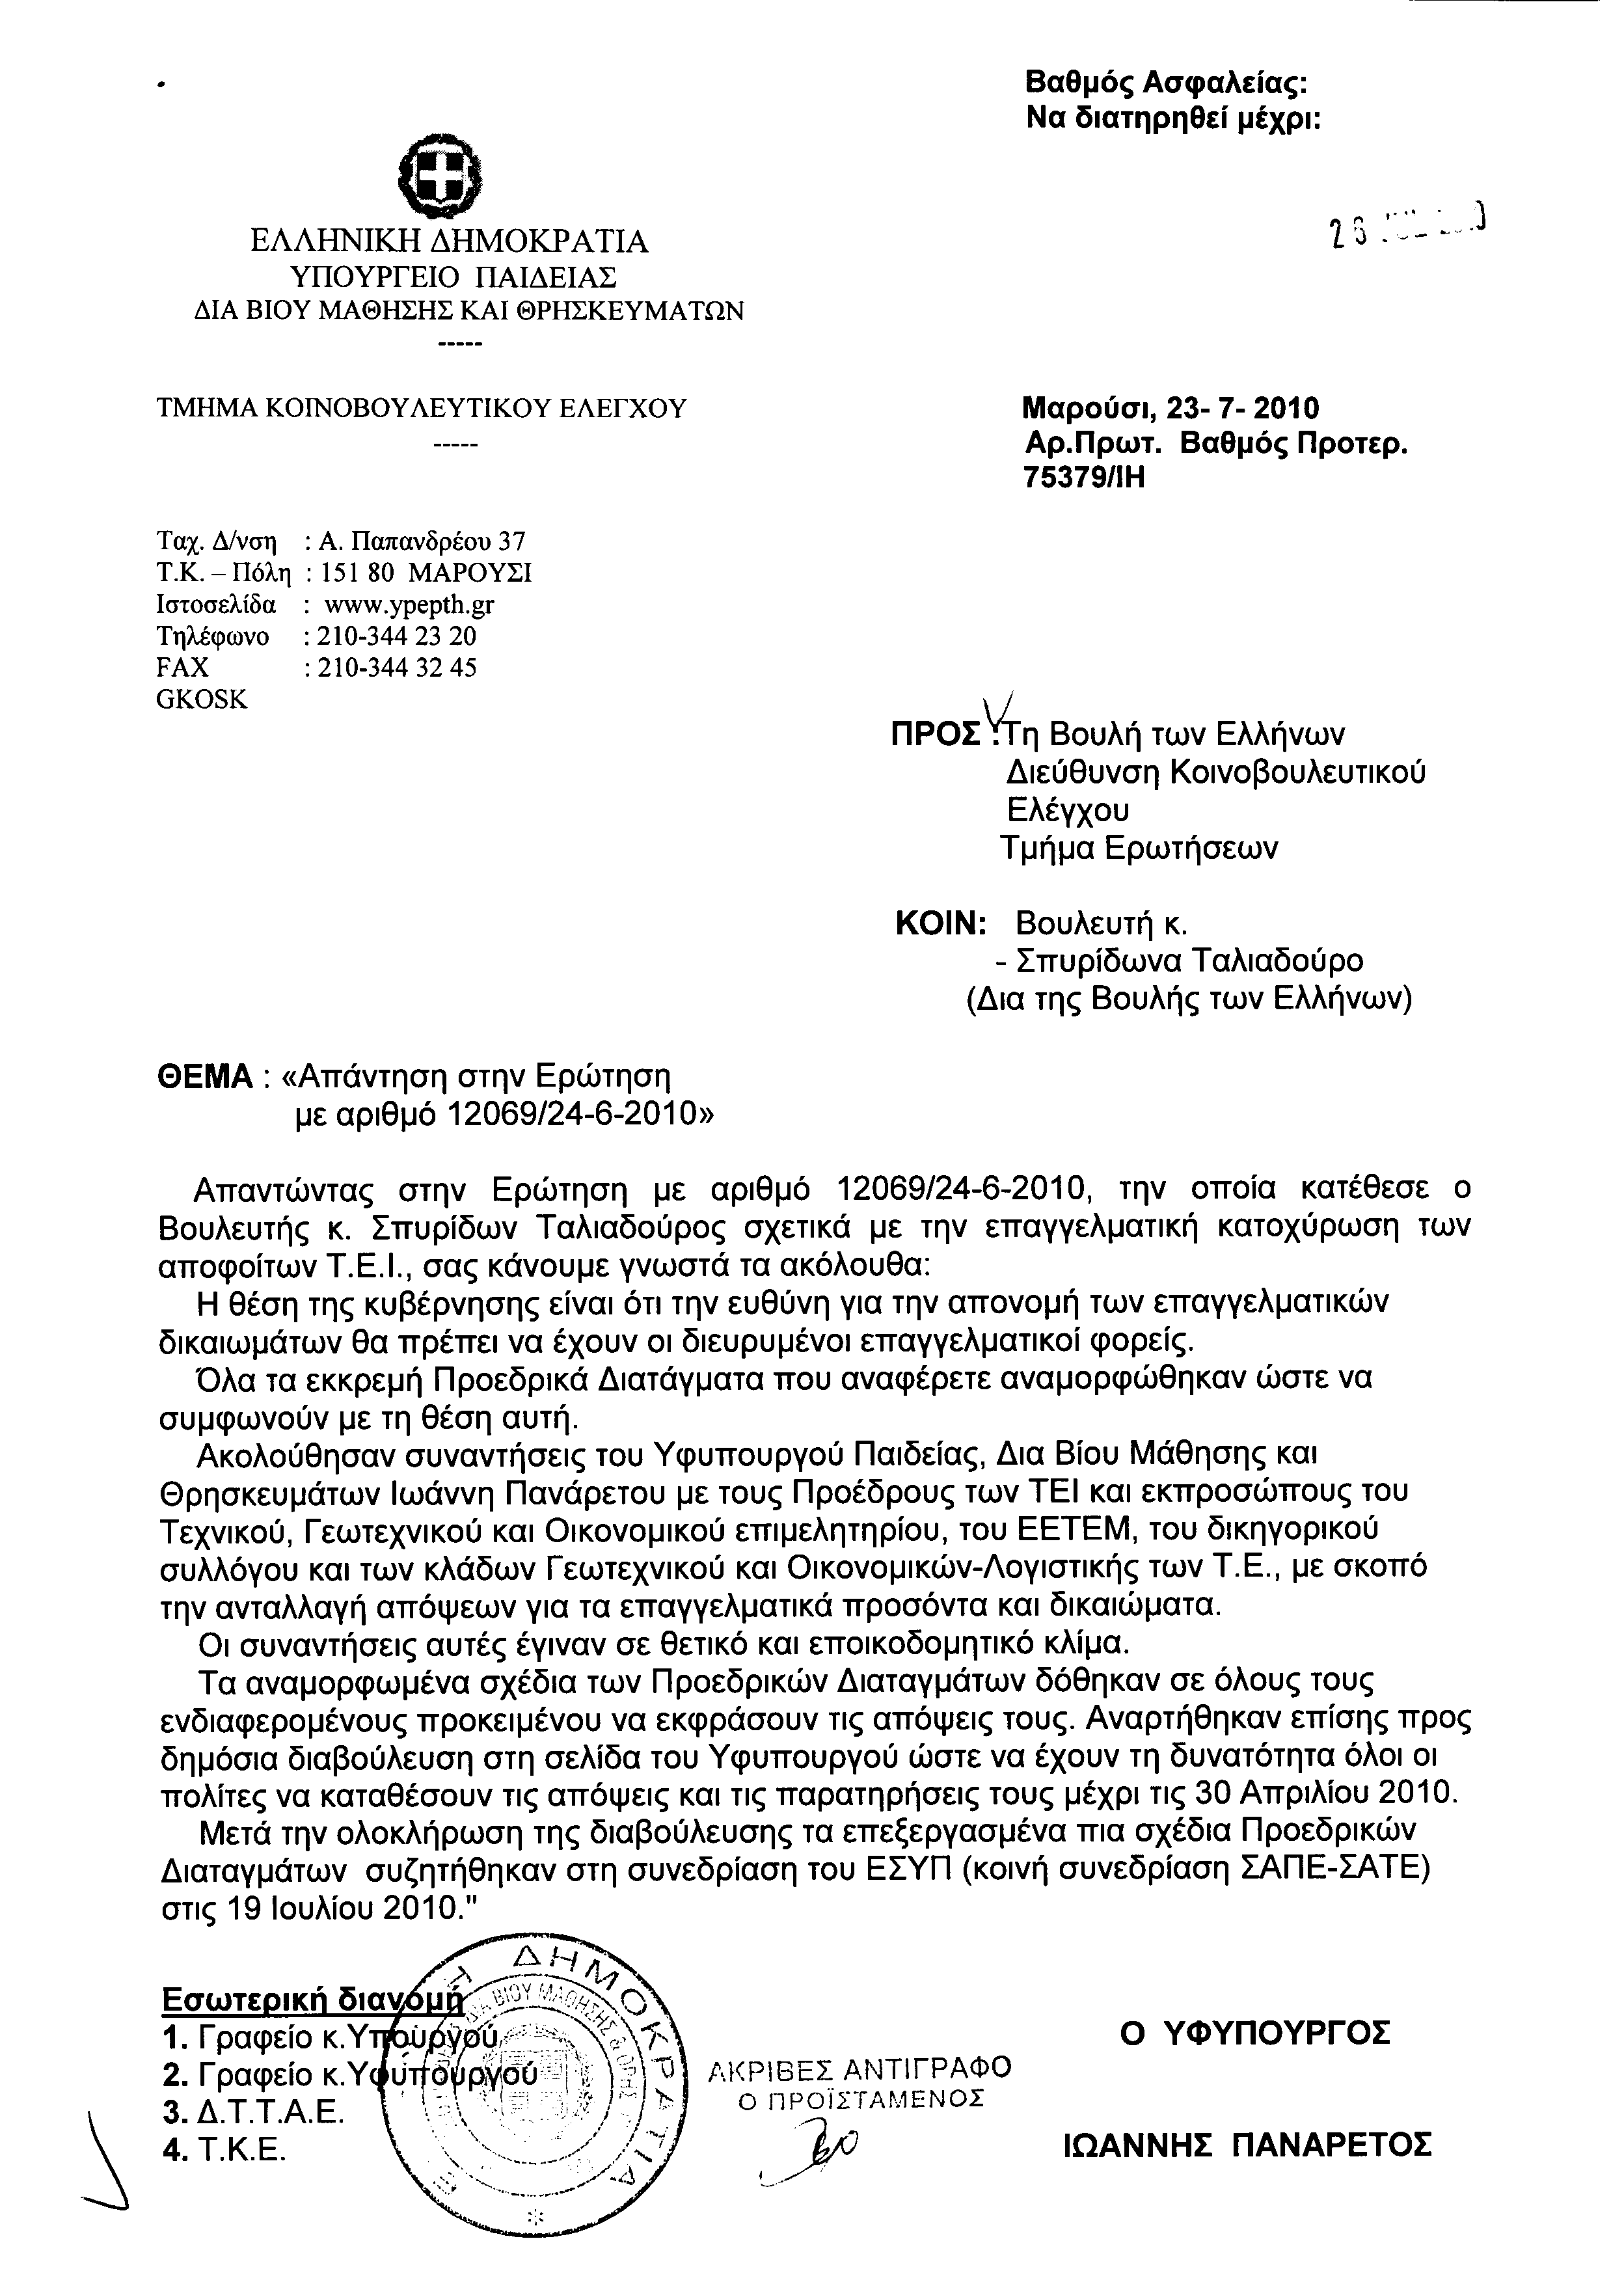 Βαθμός Ασφαλείας:
Να διατηρηθεί μέχρι:
ΕΛΛΗΝΙΚΗ ΔΗΜΟΚΡΑΤΙΑ
ΥΠΟΥΡΓΕΙΟ ΠΑΙΔΕΙΑΣ
ΔΙΑ ΒΙΟΥ ΜΑΘΗΣΗΣ ΚΑΙ ΘΡΗΣΚΕΥΜΑΤΩΝ
-----
ΤΜΗΜΑ ΚΟΙΝΟΒΟΥΛΕΥΤΙΚΟΥ ΕΛΕΓΧΟΥ
-----
Μαρούσι, 23- 7- 2010
Αρ.Πρωτ. Βαθμός Προτερ.
75379/ΙΗ
Ταχ. Δ/νση : Α. Παπανδρέου 37
Τ.Κ. – Πόλη : 151 80 ΜΑΡΟΥΣΙ
Ιστοσελίδα : www.ypepth.gr
Τηλέφωνο : 210-344 23 20
FAX : 210-344 32 45
GKOSK
ΠΡΟΣ :Τη Βουλή των Ελλήνων
Διεύθυνση Κοινοβουλευτικού
Ελέγχου
Τμήμα Ερωτήσεων
ΚΟΙΝ: Βουλευτή κ.
- Σπυρίδωνα Ταλιαδούρο
(Δια της Βουλής των Ελλήνων)
ΘΕΜΑ : «Απάντηση στην Ερώτηση
με αριθμό 12069/24-6-2010»
Απαντώντας στην Ερώτηση με αριθμό 12069/24-6-2010, την οποία κατέθεσε ο
Βουλευτής κ. Σπυρίδων Ταλιαδούρος σχετικά με την επαγγελματική κατοχύρωση των
αποφοίτων Τ.Ε.Ι., σας κάνουμε γνωστά τα ακόλουθα:
Η θέση της κυβέρνησης είναι ότι την ευθύνη για την απονομή των επαγγελματικών
δικαιωμάτων θα πρέπει να έχουν οι διευρυμένοι επαγγελματικοί φορείς.
Όλα τα εκκρεμή Προεδρικά Διατάγματα που αναφέρετε αναμορφώθηκαν ώστε να
συμφωνούν με τη θέση αυτή.
Ακολούθησαν συναντήσεις του Υφυπουργού Παιδείας, Δια Βίου Μάθησης και
Θρησκευμάτων Ιωάννη Πανάρετου με τους Προέδρους των ΤΕΙ και εκπροσώπους του
Τεχνικού, Γεωτεχνικού και Οικονομικού επιμελητηρίου, του ΕΕΤΕΜ, του δικηγορικού
συλλόγου και των κλάδων Γεωτεχνικού και Οικονομικών-Λογιστικής των Τ.Ε., με σκοπό
την ανταλλαγή απόψεων για τα επαγγελματικά προσόντα και δικαιώματα.
Οι συναντήσεις αυτές έγιναν σε θετικό και εποικοδομητικό κλίμα.
Τα αναμορφωμένα σχέδια των Προεδρικών Διαταγμάτων δόθηκαν σε όλους τους
ενδιαφερομένους προκειμένου να εκφράσουν τις απόψεις τους. Αναρτήθηκαν επίσης προς
δημόσια διαβούλευση στη σελίδα του Υφυπουργού ώστε να έχουν τη δυνατότητα όλοι οι
πολίτες να καταθέσουν τις απόψεις και τις παρατηρήσεις τους μέχρι τις 30 Απριλίου 2010.
Μετά την ολοκλήρωση της διαβούλευσης τα επεξεργασμένα πια σχέδια Προεδρικών
Διαταγμάτων συζητήθηκαν στη συνεδρίαση του ΕΣΥΠ (κοινή συνεδρίαση ΣΑΠΕ-ΣΑΤΕ)
στις 19 Ιουλίου 2010."
Εσωτερική διανομή
1. Γραφείο κ.Υπουργού
2. Γραφείο κ.Υφυπουργού
3. Δ.Τ.Τ.Α.Ε.
4. Τ.Κ.Ε.
ΔΗΜΟΚΡΑΤΙΑ
ΔΙΑ ΒΙΟΥ ΜΑΘΗΣΗΣ & ΘΡΗΣ
ΑΚΡΙΒΕΣ ΑΝΤΙΓΡΑΦΟ
Ο ΠΡΟΪΣΤΑΜΕΝΟΣ
Ο ΥΦΥΠΟΥΡΓΟΣ
ΙΩΑΝΝΗΣ ΠΑΝΑΡΕΤΟΣ